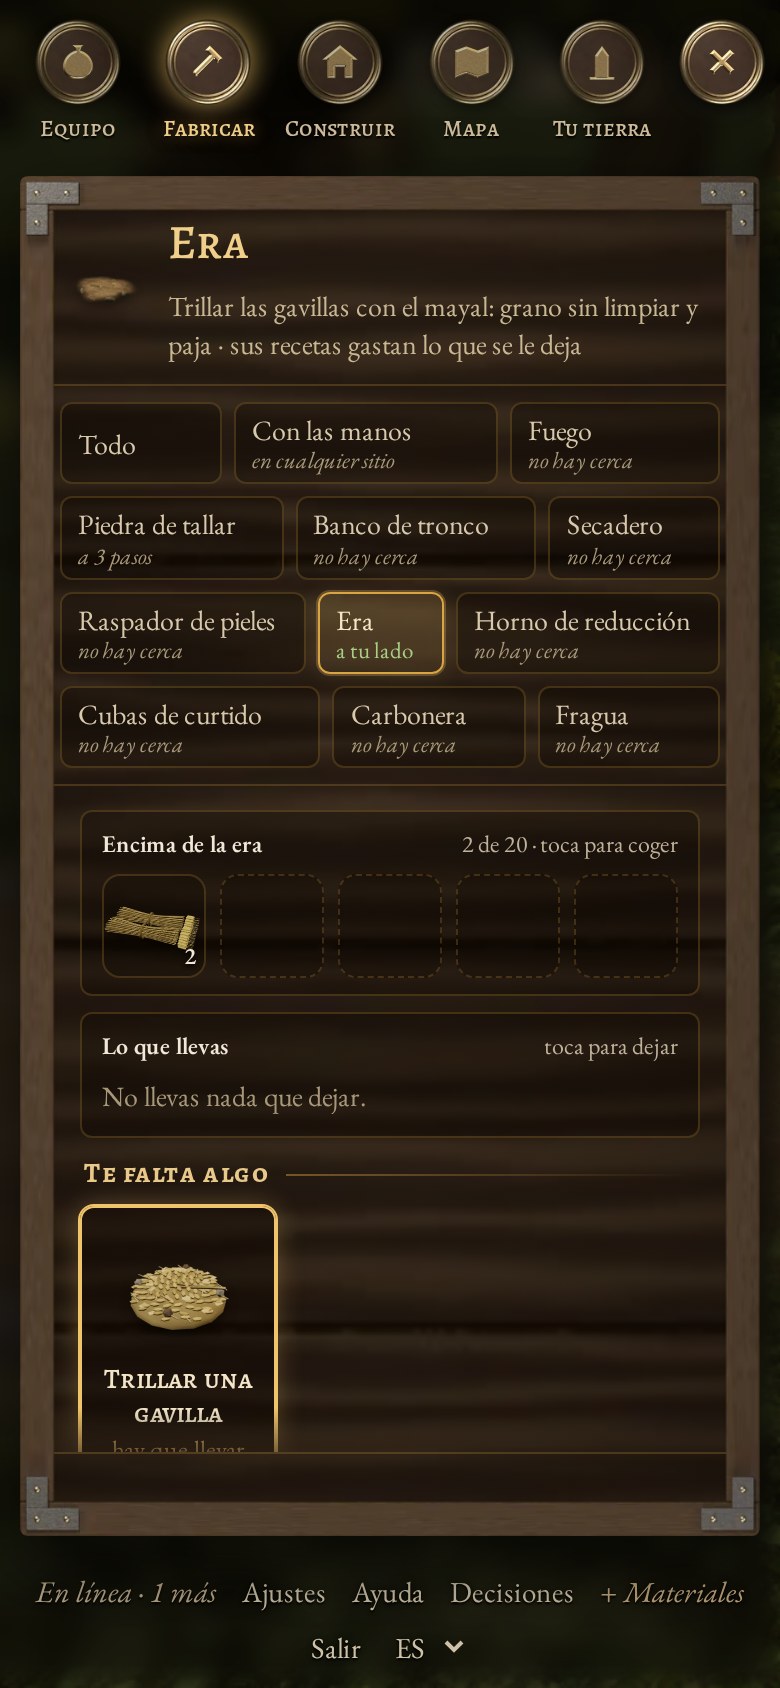 Equipo
Fabricar
Construir
Mapa
Tu tierra
Era
Trillar las gavillas con el mayal: grano sin limpiar y
paja · sus recetas gastan lo que se le deja
Todo
Con las manos
en cualquier sitio
Fuego
no hay cerca
Piedra de tallar
a 3 pasos
Banco de tronco
no hay cerca
Secadero
no hay cerca
Raspador de pieles
no hay cerca
Era
a tu lado
Horno de reducción
no hay cerca
Cubas de curtido
no hay cerca
Carbonera
no hay cerca
Fragua
no hay cerca
Encima de la era
2 de 20 · toca para coger
2
Lo que llevas
toca para dejar
No llevas nada que dejar.
Te falta algo
Trillar una
gavilla
hay que llevar
En línea · 1 más
Ajustes
Ayuda
Decisiones
+ Materiales
Salir
ES